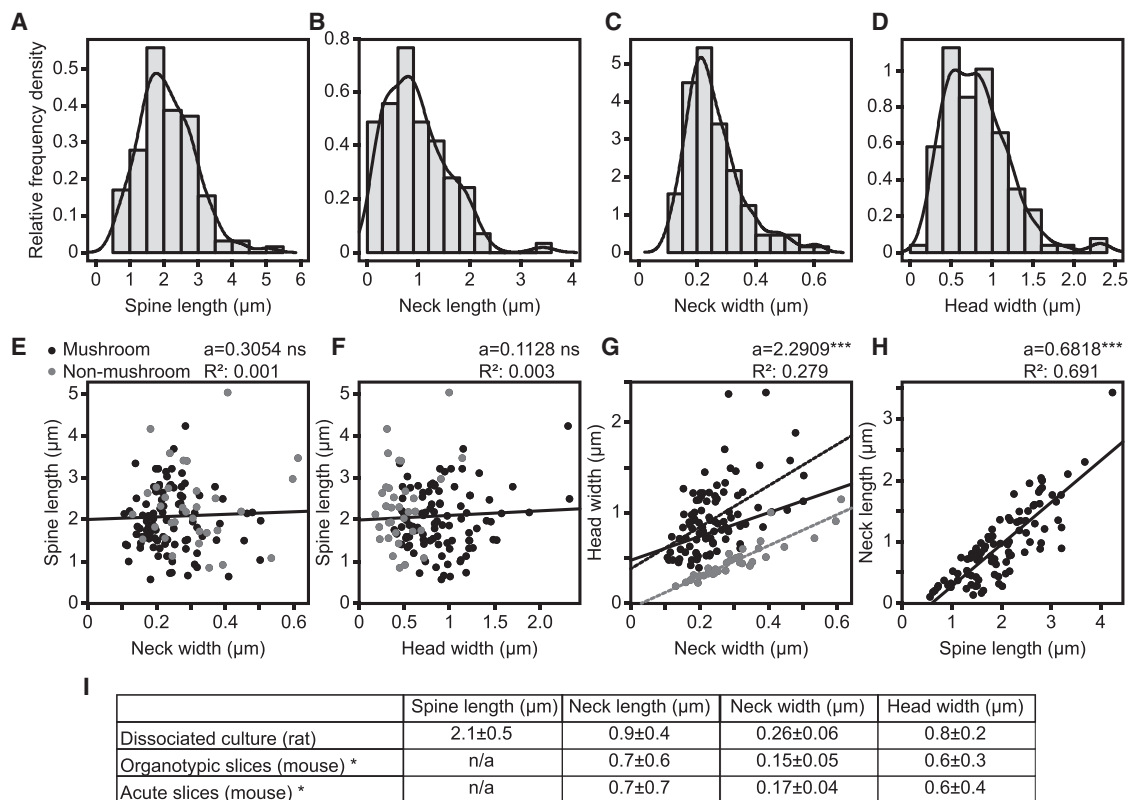 A B C D
Relative frequency density
0.5
0.4
0.3
0.2
0.1
0
0 1 2 3 4 5 6
Spine length (µm)
0.8
0.6
0.4
0.2
0
0 1 2 3 4
Neck length (µm)
5
4
3
2
1
0
0 0.2 0.4 0.6
Neck width (µm)
1
0.8
0.6
0.4
0.2
0
0 0.5 1 1.5 2.0 2.5
Head width (µm)
E
Mushroom
Non-mushroom
a=0.3054 ns
R²: 0.001
Spine length (µm)
5
4
3
2
1
0
0 0.2 0.4 0.6
Neck width (µm)
F
a=0.1128 ns
R²: 0.003
Spine length (µm)
5
4
3
2
1
0
0 0.5 1.0 1.5 2.0
Head width (µm)
G
a=2.2909***
R²: 0.279
Head width (µm)
2
1
0
0 0.2 0.4 0.6
Neck width (µm)
H
a=0.6818***
R²: 0.691
Neck length (µm)
3
2
1
0
0 1 2 3 4
Spine length (µm)
I
Spine length (µm) Neck length (µm) Neck width (µm) Head width (µm)
Dissociated culture (rat) 2.1±0.5 0.9±0.4 0.26±0.06 0.8±0.2
Organotypic slices (mouse) * n/a 0.7±0.6 0.15±0.05 0.6±0.3
Acute slices (mouse) * n/a 0.7±0.7 0.17±0.04 0.6±0.4